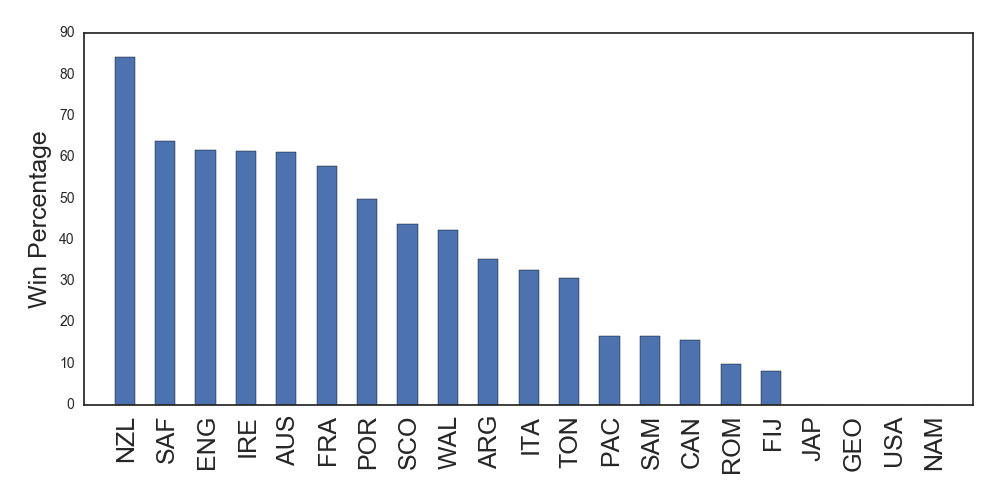 Win Percentage
90
80
70
60
50
40
30
20
10
0
NZL
SAF
ENG
IRE
AUS
FRA
POR
SCO
WAL
ARG
ITA
TON
PAC
SAM
CAN
ROM
FIJ
JAP
GEO
USA
NAM